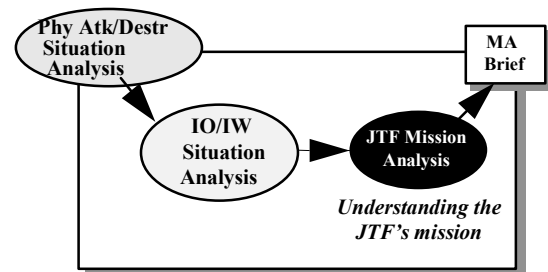 Phy Atk/Destr
Situation
Analysis
MA
Brief
IO/IW
Situation
Analysis
JTF Mission
Analysis
Understanding the
JTF's mission